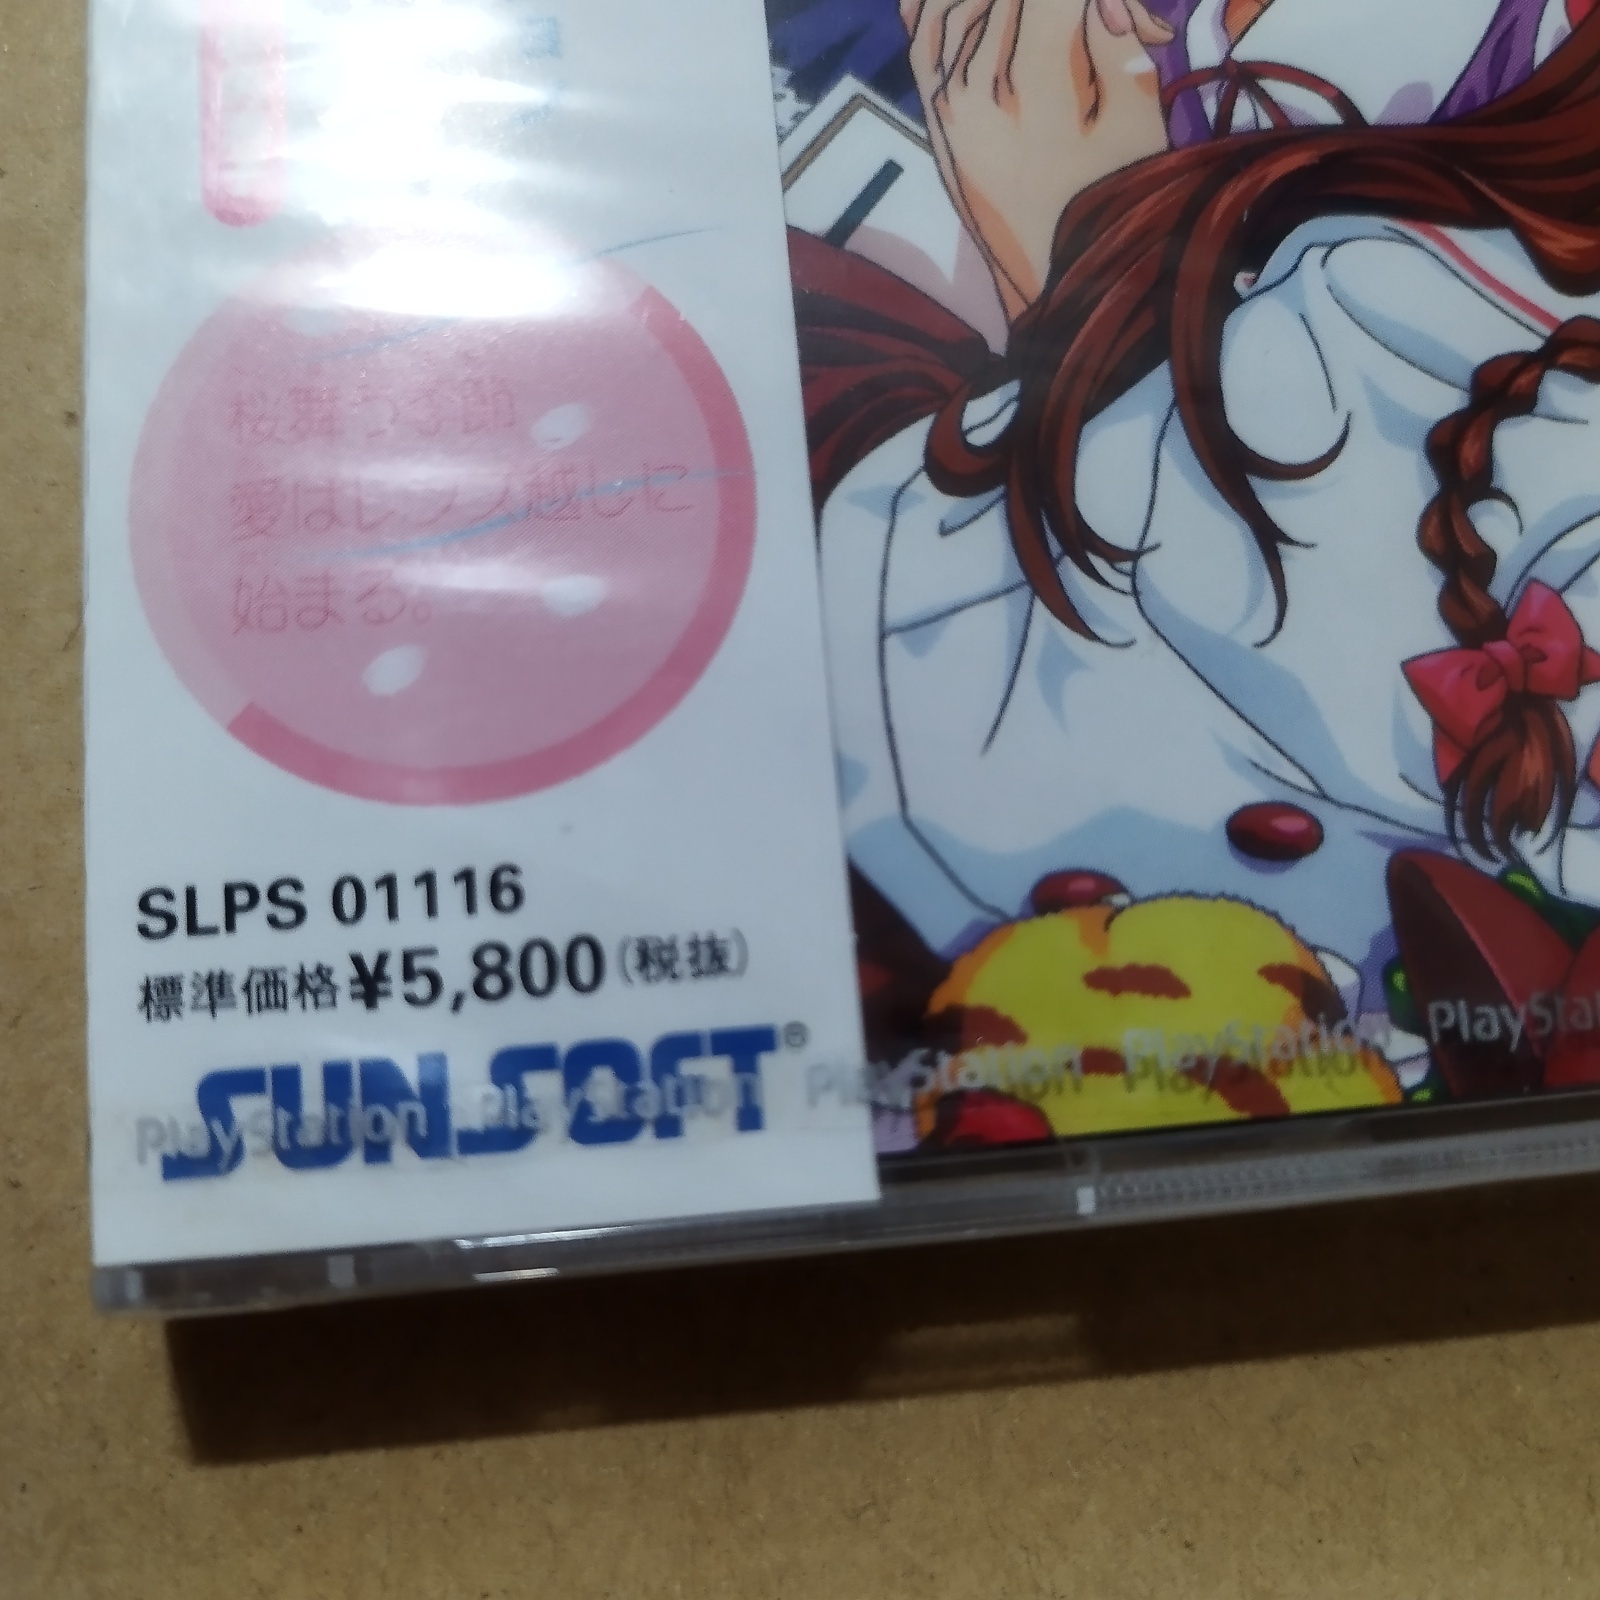 桜舞う季節
愛はレンズ越しに
始まる。
SLPS 01116
標準価格¥5,800(税抜)
SUNSOFT®
PlayStation PlayStation PlayStation PlayStation PlaySta